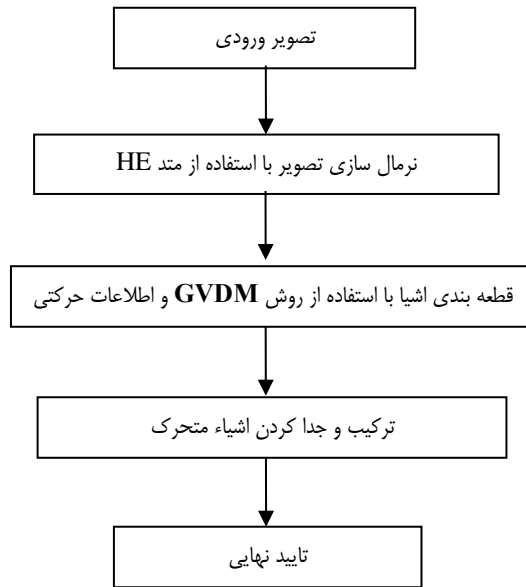 تصویر ورودی
نرمال سازی تصویر با استفاده از متد HE
قطعه بندی اشیا با استفاده از روش GVDM و اطلاعات حرکتی
ترکیب و جدا کردن اشیاء متحرک
تایید نهایی